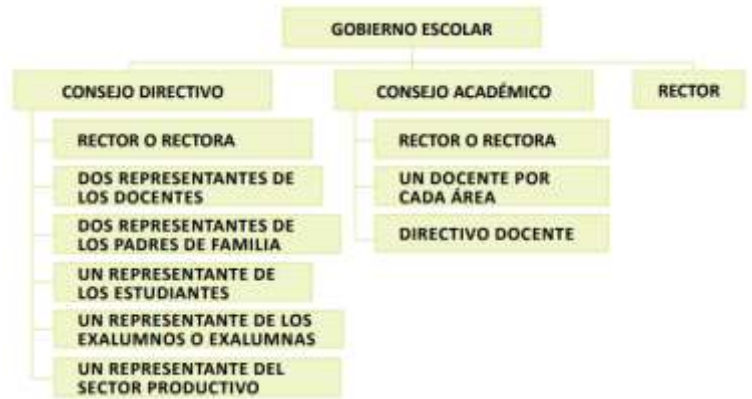 GOBIERNO ESCOLAR
CONSEJO DIRECTIVO
RECTOR O RECTORA
DOS REPRESENTANTES DE
LOS DOCENTES
DOS REPRESENTANTES DE
LOS PADRES DE FAMILIA
UN REPRESENTANTE DE
LOS ESTUDIANTES
UN REPRESENTANTE DE LOS
EXALUMNOS O EXALUMNAS
UN REPRESENTANTE DEL
SECTOR PRODUCTIVO
CONSEJO ACADÉMICO
RECTOR O RECTORA
UN DOCENTE POR
CADA ÁREA
DIRECTIVO DOCENTE
RECTOR